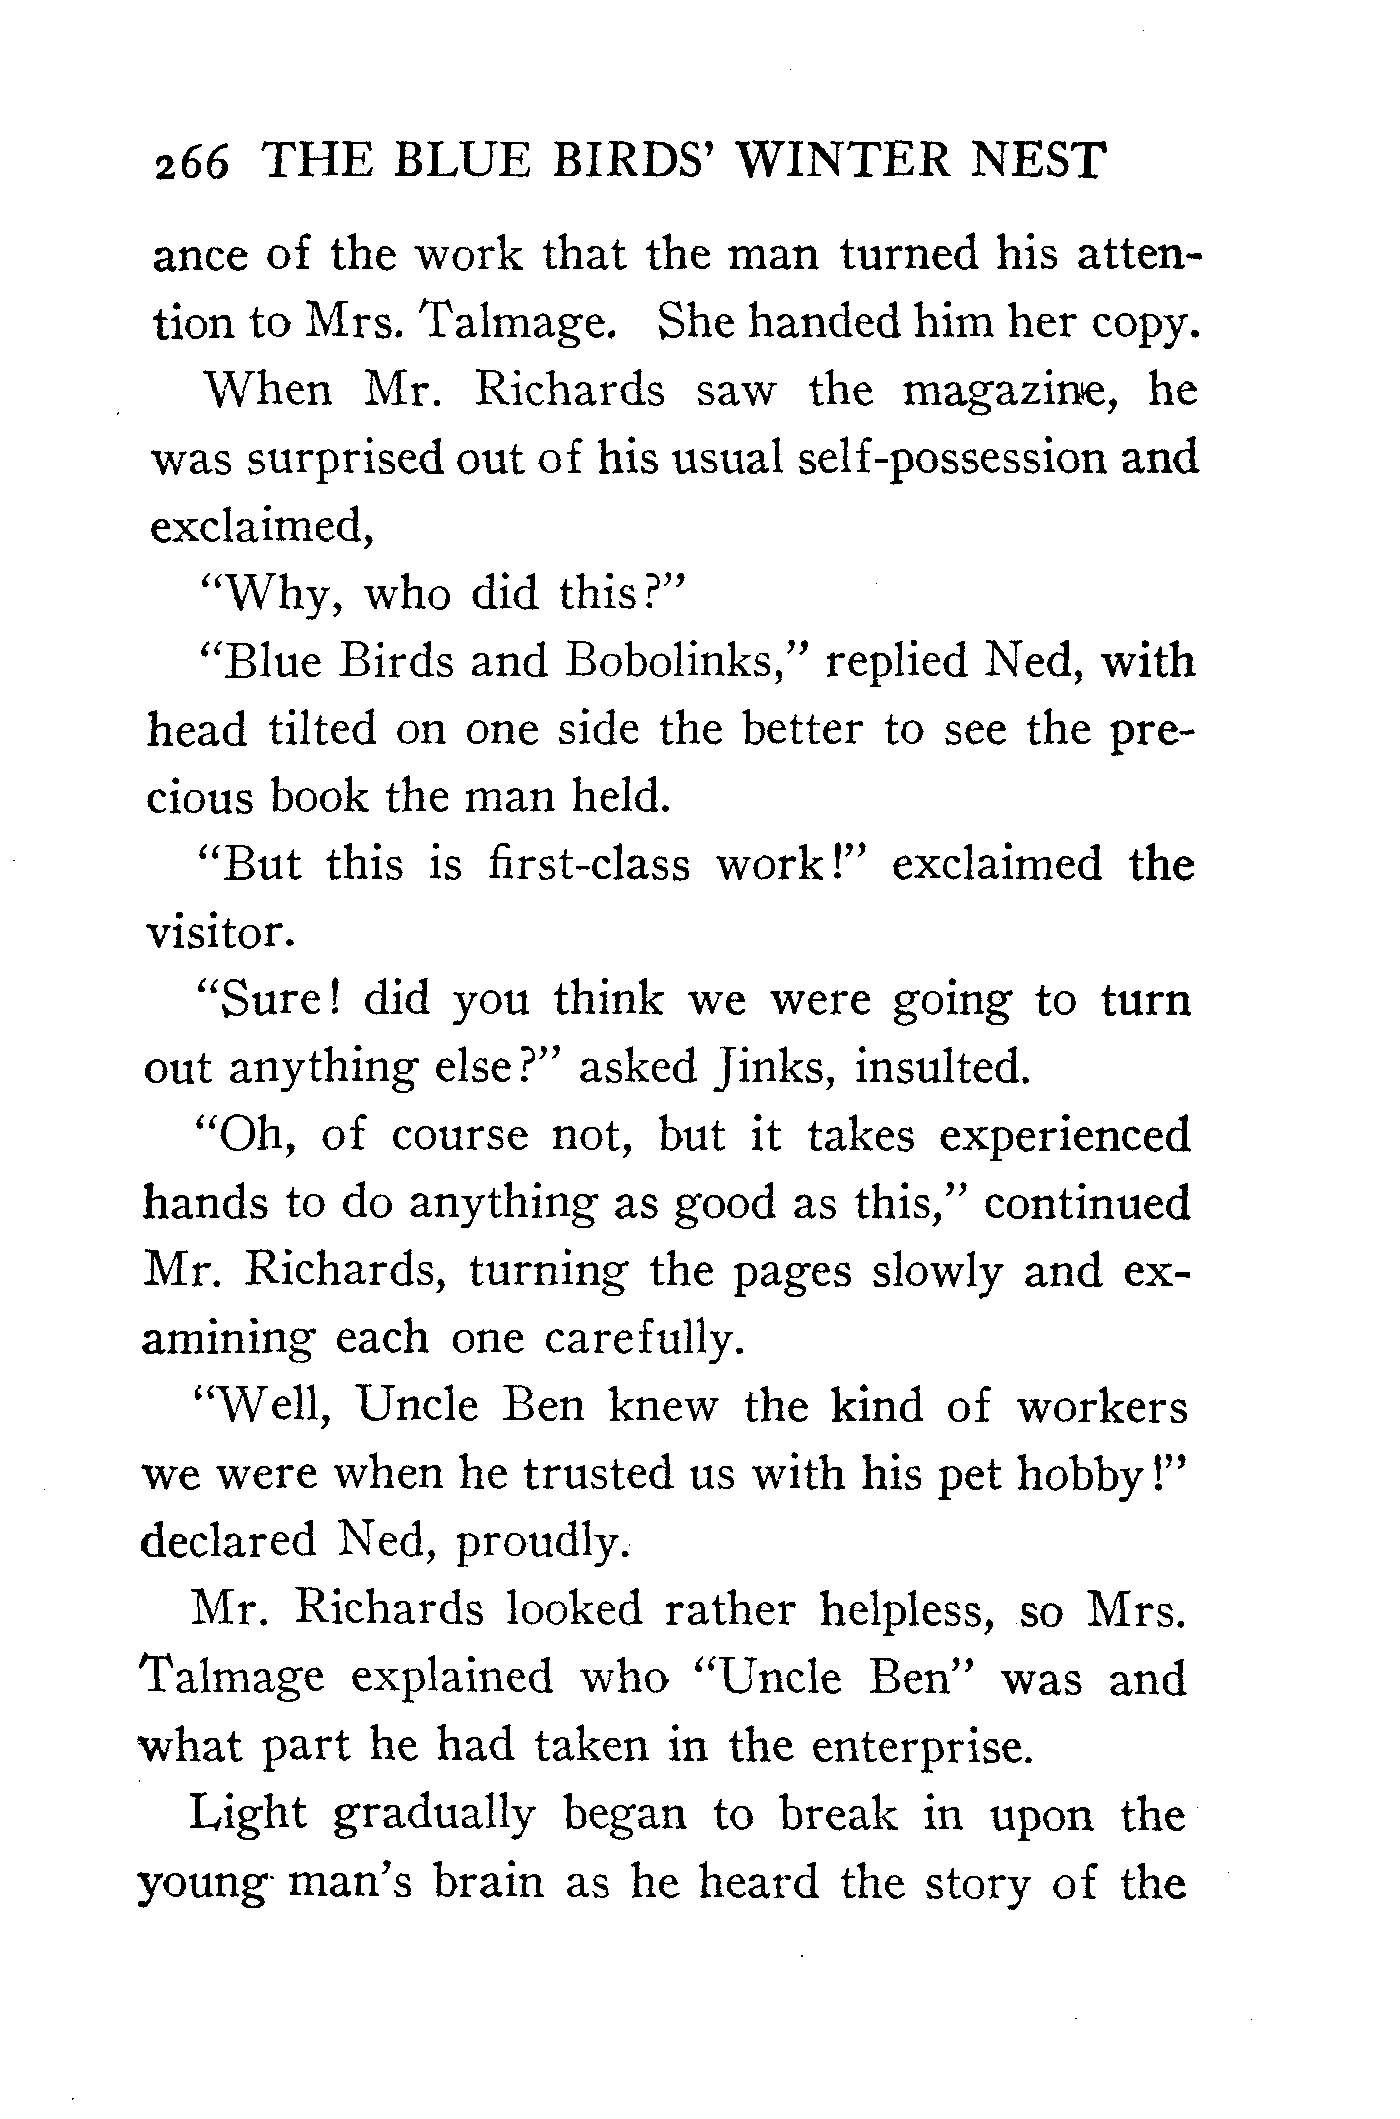 266 THE BLUE BIRDS' WINTER NEST
ance of the work that the man turned his atten-
tion to Mrs. Talmage. She handed him her copy.
When Mr. Richards saw the magazine, he
was surprised out of his usual self-possession and
exclaimed,
"Why, who did this?"
"Blue Birds and Bobolinks," replied Ned, with
head tilted on one side the better to see the pre-
cious book the man held.
"But this is first-class work!" exclaimed the
visitor.
"Sure! did you think we were going to turn
out anything else?" asked Jinks, insulted.
"Oh, of course not, but it takes experienced
hands to do anything as good as this," continued
Mr. Richards, turning the pages slowly and ex-
amining each one carefully.
"Well, Uncle Ben knew the kind of workers
we were when he trusted us with his pet hobby!"
declared Ned, proudly.
Mr. Richards looked rather helpless, so Mrs.
Talmage explained who "Uncle Ben" was and
what part he had taken in the enterprise.
Light gradually began to break in upon the
young man's brain as he heard the story of the